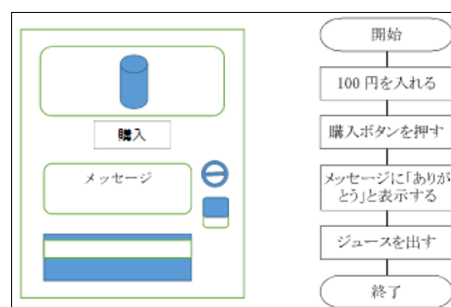 購入
メッセージ
開始
100 円を入れる
購入ボタンを押す
メッセージに「ありが
とう」と表示する
ジュースを出す
終了